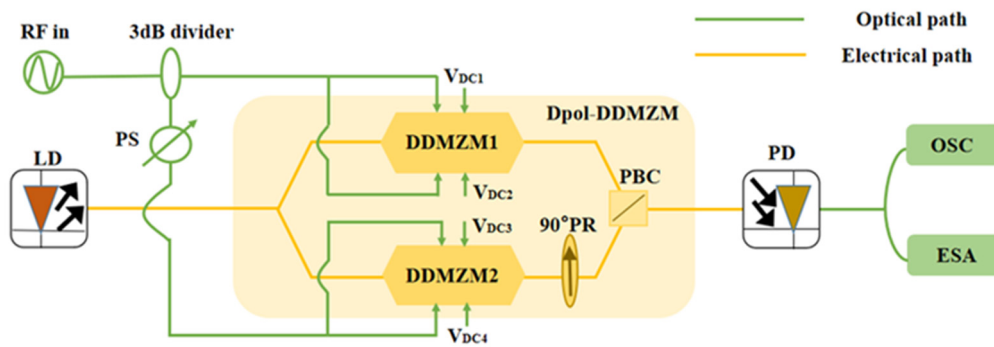 Optical path
Electrical path
RF in
3dB divider
VDC1
Dpol-DDMZM
PS
DDMZM1
LD
PBC
PD
OSC
VDC2
VDC3
90°PR
DDMZM2
ESA
VDC4